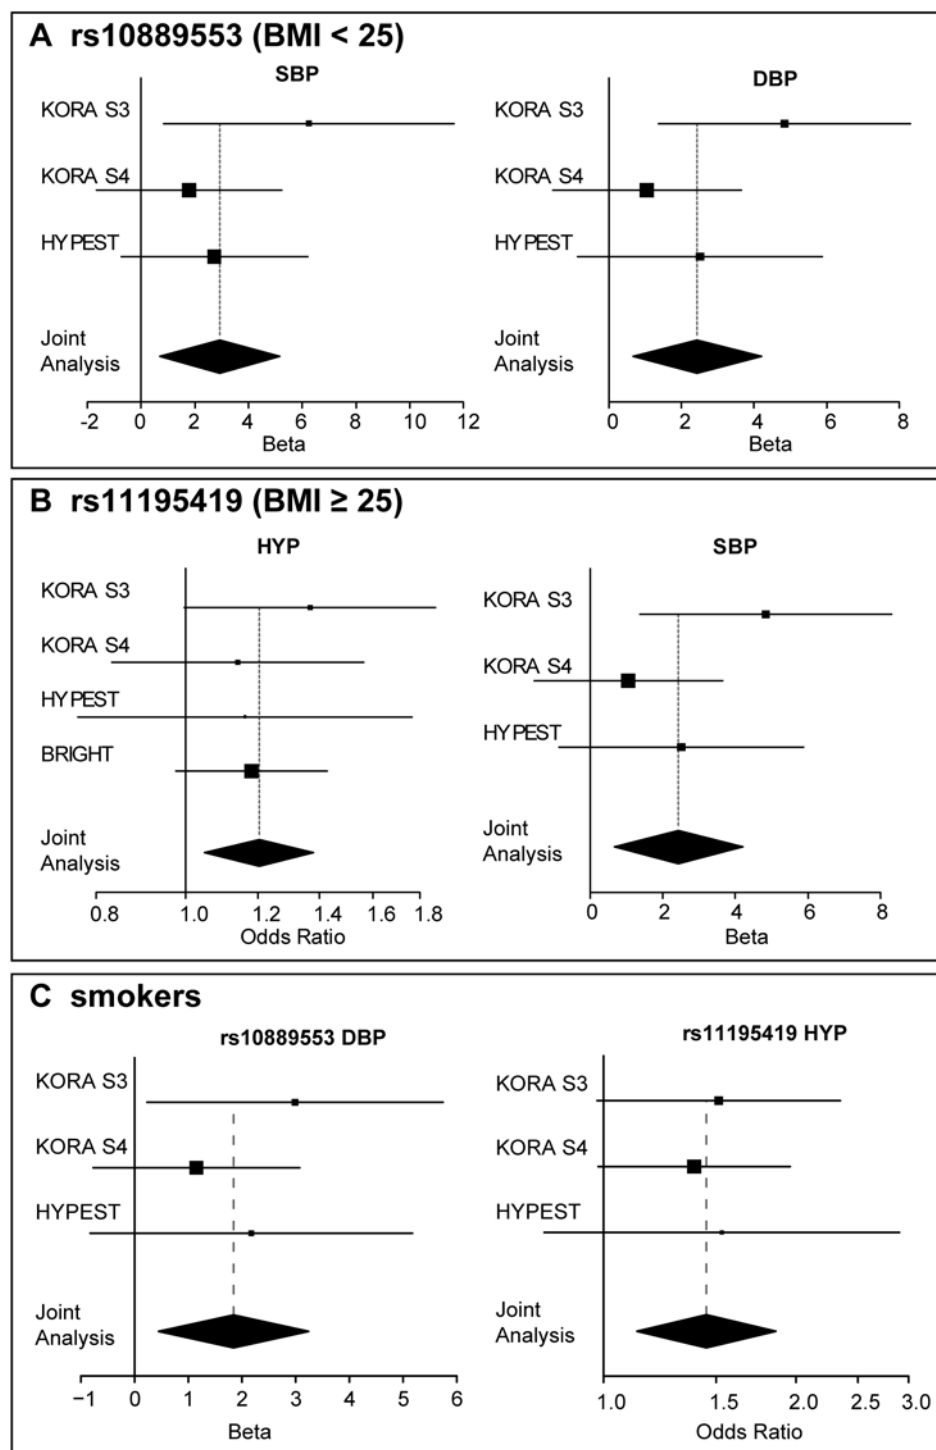 A rs10889553 (BMI < 25)
SBP
KORA S3
KORA S4
HYPEST
Joint
Analysis
-2 0 2 4 6 8 10 12
Beta
DBP
KORA S3
KORA S4
HYPEST
Joint
Analysis
0 2 4 6 8
Beta
B rs11195419 (BMI ≥ 25)
HYP
KORA S3
KORA S4
HYPEST
BRIGHT
Joint
Analysis
0.8 1.0 1.2 1.4 1.6 1.8
Odds Ratio
SBP
KORA S3
KORA S4
HYPEST
Joint
Analysis
0 2 4 6 8
Beta
C smokers
rs10889553 DBP
KORA S3
KORA S4
HYPEST
Joint
Analysis
−1 0 1 2 3 4 5 6
Beta
rs11195419 HYP
KORA S3
KORA S4
HYPEST
Joint
Analysis
1.0 1.5 2.0 2.5 3.0
Odds Ratio